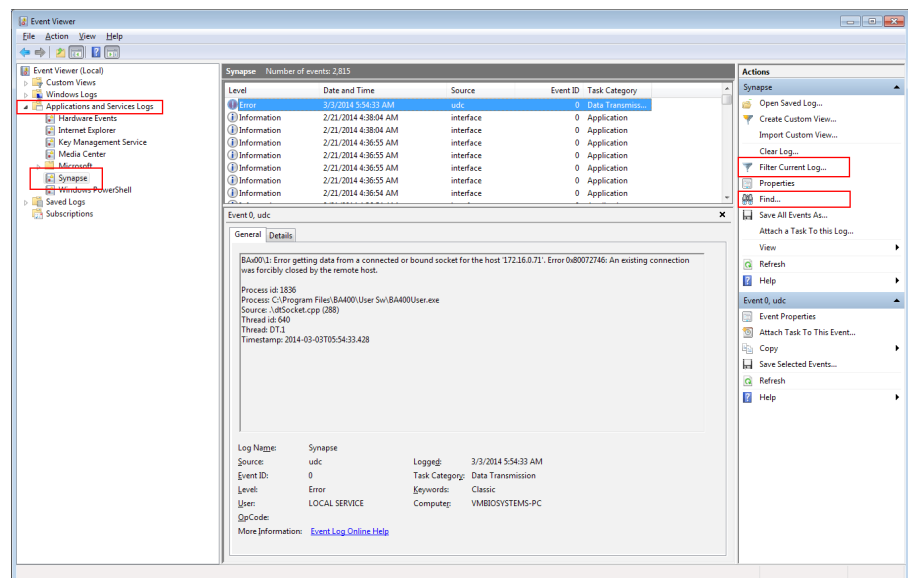 Event Viewer
File Action View Help
Event Viewer (Local)
Custom Views
Windows Logs
Applications and Services Logs
Hardware Events
Internet Explorer
Key Management Service
Media Center
Microsoft
Synapse
Windows PowerShell
Saved Logs
Subscriptions
Synapse Number of events: 2,815
Level Date and Time Source Event ID Task Category
Error 3/3/2014 5:54:33 AM udc 0 Data Transmiss...
Information 2/21/2014 4:38:04 AM interface 0 Application
Information 2/21/2014 4:38:04 AM interface 0 Application
Information 2/21/2014 4:36:55 AM interface 0 Application
Information 2/21/2014 4:36:55 AM interface 0 Application
Information 2/21/2014 4:36:55 AM interface 0 Application
Information 2/21/2014 4:36:55 AM interface 0 Application
Information 2/21/2014 4:36:54 AM interface 0 Application
Event 0, udc
General Details
BAx00\1: Error getting data from a connected or bound socket for the host '172.16.0.71'. Error 0x80072746: An existing connection
was forcibly closed by the remote host.
Process id: 1836
Process: C:\Program Files\BA400\User Sw\BA400User.exe
Source: .\dtSocket.cpp (288)
Thread id: 640
Thread: DT.1
Timestamp: 2014-03-03T05:54:33.428
Log Name: Synapse
Source: udc Logged: 3/3/2014 5:54:33 AM
Event ID: 0 Task Category: Data Transmission
Level: Error Keywords: Classic
User: LOCAL SERVICE Computer: VMBIOSYSTEMS-PC
OpCode:
More Information: Event Log Online Help
Actions
Synapse
Open Saved Log...
Create Custom View...
Import Custom View...
Clear Log...
Filter Current Log...
Properties
Find...
Save All Events As...
Attach a Task To this Log...
View
Refresh
Help
Event 0, udc
Event Properties
Attach Task To This Event...
Copy
Save Selected Events...
Refresh
Help